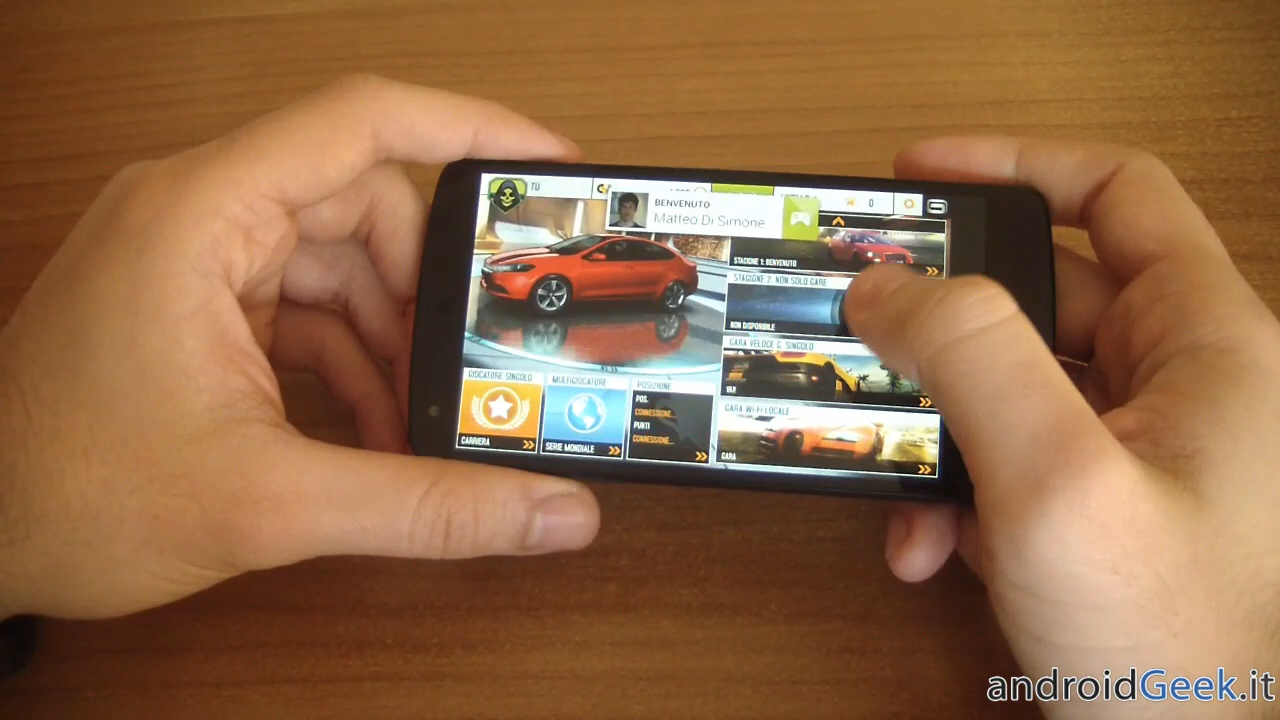 TU
BENVENUTO
Matteo Di Simone
0
STAGIONE 1: BENVENUTO
STAGIONE 2: NON SOLO GARE
NON DISPONIBILE
GARA VELOCE G. SINGOLO
VAI!
GARA WI-FI LOCALE
GARA
GIOCATORE SINGOLO
CARRIERA
MULTIGIOCATORE
SERIE MONDIALE
POSIZIONE
POS.
CONNESSIONE...
PUNTI
CONNESSIONE...
androidGeek.it